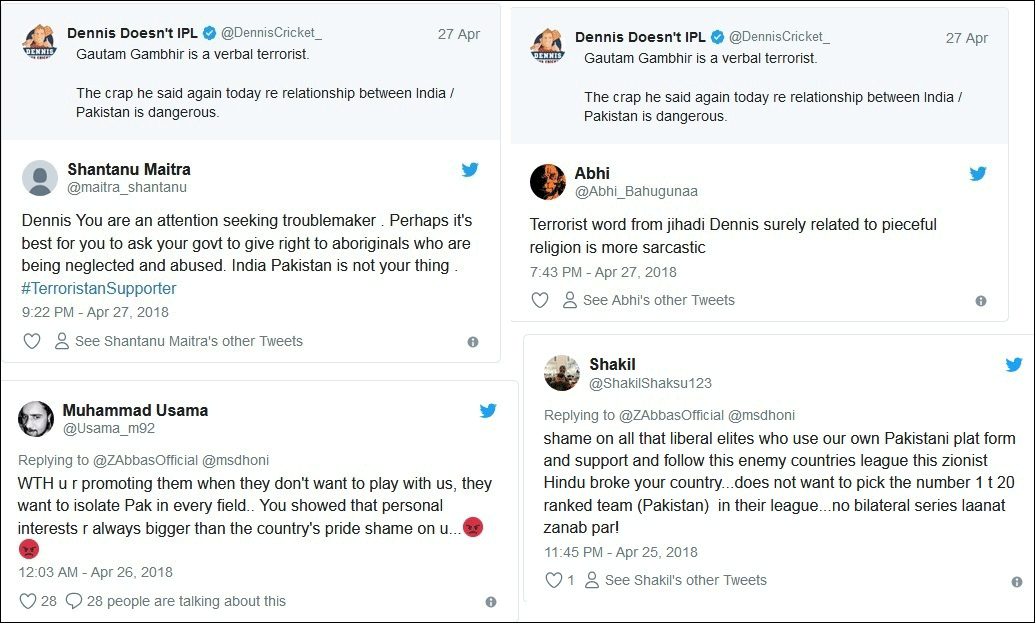 Dennis Doesn't IPL @DennisCricket_ 27 Apr
Gautam Gambhir is a verbal terrorist.
The crap he said again today re relationship between India /
Pakistan is dangerous.
Shantanu Maitra
@maitra_shantanu
Dennis You are an attention seeking troublemaker . Perhaps it's
best for you to ask your govt to give right to aboriginals who are
being neglected and abused. India Pakistan is not your thing .
#TerroristanSupporter
9:22 PM - Apr 27, 2018
See Shantanu Maitra's other Tweets
Muhammad Usama
@Usama_m92
Replying to @ZAbbasOfficial @msdhoni
WTH u r promoting them when they don't want to play with us, they
want to isolate Pak in every field.. You showed that personal
interests r always bigger than the country's pride shame on u...😡
😡
12:03 AM - Apr 26, 2018
28 28 people are talking about this
Dennis Doesn't IPL @DennisCricket_ 27 Apr
Gautam Gambhir is a verbal terrorist.
The crap he said again today re relationship between India /
Pakistan is dangerous.
Abhi
@Abhi_Bahugunaa
Terrorist word from jihadi Dennis surely related to pieceful
religion is more sarcastic
7:43 PM - Apr 27, 2018
See Abhi's other Tweets
Shakil
@ShakilShaksu123
Replying to @ZAbbasOfficial @msdhoni
shame on all that liberal elites who use our own Pakistani plat form
and support and follow this enemy countries league this zionist
Hindu broke your country...does not want to pick the number 1 t 20
ranked team (Pakistan) in their league...no bilateral series laanat
zanab par!
11:45 PM - Apr 25, 2018
1 See Shakil's other Tweets